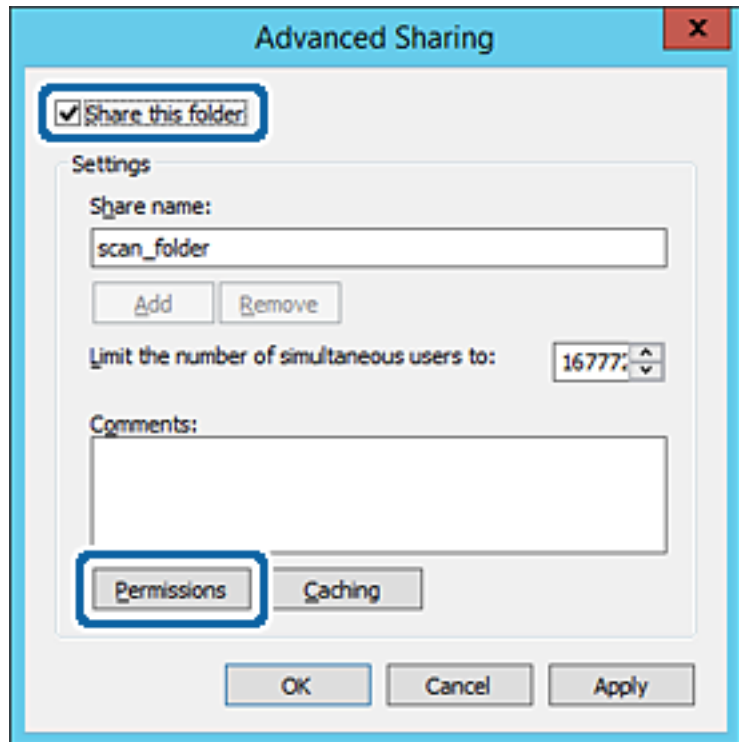 Advanced Sharing
x
Share this folder
Settings
Share name:
scan_folder
Add Remove
Limit the number of simultaneous users to:
Comments:
Permissions Caching
OK Cancel Apply